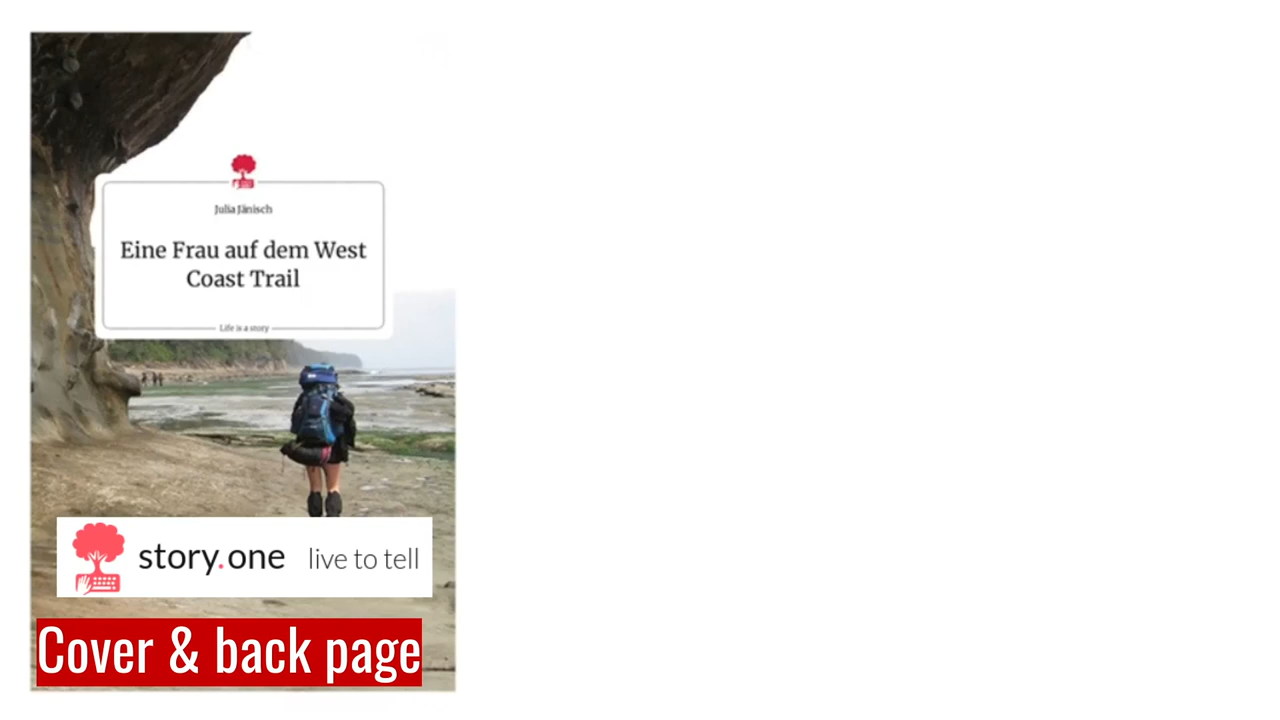 Julia Jänisch
Eine Frau auf dem West
Coast Trail
Life is a story
story.one live to tell
Cover & back page